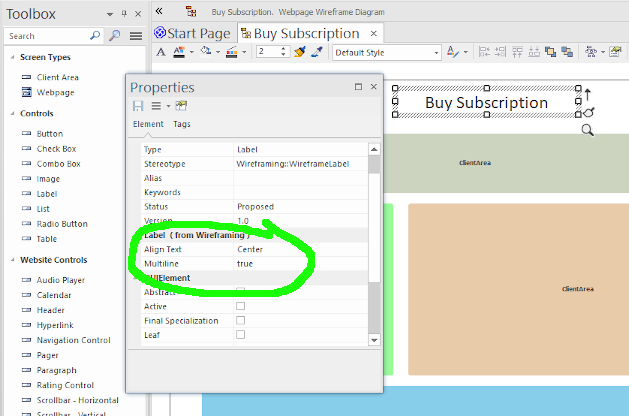 Toolbox
Search
Screen Types
Client Area
Webpage
Controls
Button
Check Box
Combo Box
Image
Label
List
Radio Button
Table
Website Controls
Audio Player
Calendar
Header
Hyperlink
Navigation Control
Pager
Paragraph
Rating Control
Scrollbar - Horizontal
Scrollbar - Vertical
Buy Subscription. Webpage Wireframe Diagram
Start Page
Buy Subscription
A
2
Default Style
Properties
Element Tags
Type Label
Stereotype Wireframing::WireframeLabel
Alias
Keywords
Status Proposed
Version 1.0
Label ( from Wireframing )
Align Text Center
Multiline true
Abstract
Active
Final Specialization
Leaf
Buy Subscription
ClientArea
ClientArea